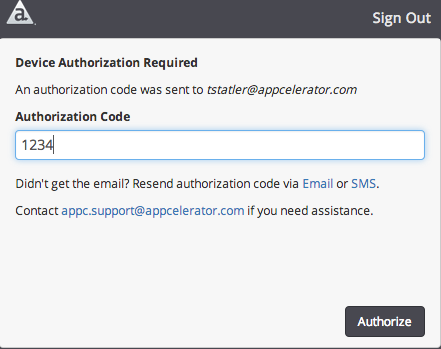 a
Sign Out
Device Authorization Required
An authorization code was sent to tstatler@appcelerator.com
Authorization Code
1234
Didn't get the email? Resend authorization code via Email or SMS.
Contact appc.support@appcelerator.com if you need assistance.
Authorize